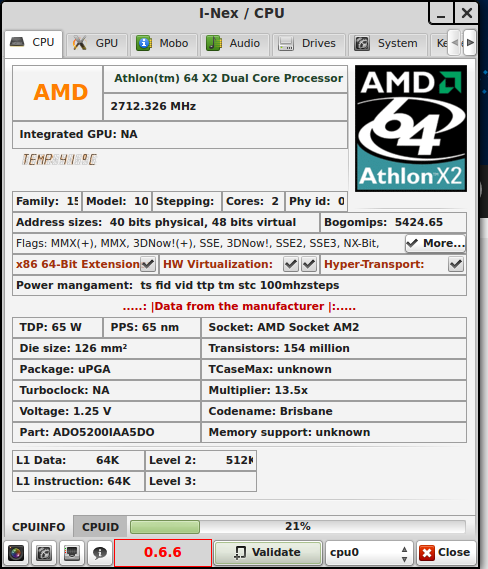 I-Nex / CPU
CPU GPU Mobo Audio Drives System
AMD
Athlon(tm) 64 X2 Dual Core Processor
2712.326 MHz
Integrated GPU: NA
TEMP: 41 °C
AMD
64
Athlon X2
Family: 15 Model: 10 Stepping: Cores: 2 Phy id: 0
Address sizes: 40 bits physical, 48 bits virtual Bogomips: 5424.65
Flags: MMX(+), MMX, 3DNow!(+), SSE, 3DNow!, SSE2, SSE3, NX-Bit, More...
x86 64-Bit Extension HW Virtualization: Hyper-Transport:
Power mangament: ts fid vid ttp tm stc 100mhzsteps
.....: |Data from the manufacturer |:.....
TDP: 65 W PPS: 65 nm Socket: AMD Socket AM2
Die size: 126 mm² Transistors: 154 million
Package: uPGA TCaseMax: unknown
Turboclock: NA Multiplier: 13.5x
Voltage: 1.25 V Codename: Brisbane
Part: ADO5200IAA5DO Memory support: unknown
L1 Data: 64K Level 2: 512K
L1 instruction: 64K Level 3:
CPUINFO CPUID 21%
0.6.6 Validate cpu0 Close